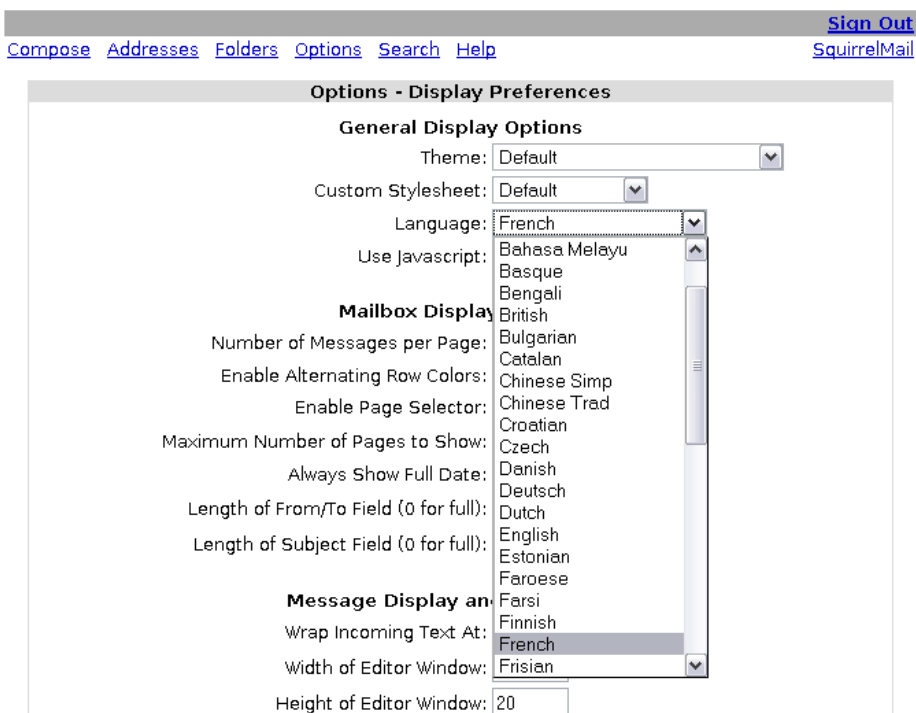 Sign Out
Compose Addresses Folders Options Search Help SquirrelMail
Options - Display Preferences
General Display Options
Theme: Default
Custom Stylesheet: Default
Language: French
Use Javascript: Bahasa Melayu
Basque
Bengali
Mailbox Display British
Bulgarian
Number of Messages per Page:
Catalan
Enable Alternating Row Colors: Chinese Simp
Enable Page Selector: Chinese Trad
Croatian
Maximum Number of Pages to Show: Czech
Always Show Full Date: Danish
Deutsch
Length of From/To Field (0 for full): Dutch
English
Length of Subject Field (0 for full): Estonian
Faroese
Message Display an Farsi
Finnish
Wrap Incoming Text At: French
Width of Editor Window: Frisian
Height of Editor Window: 20